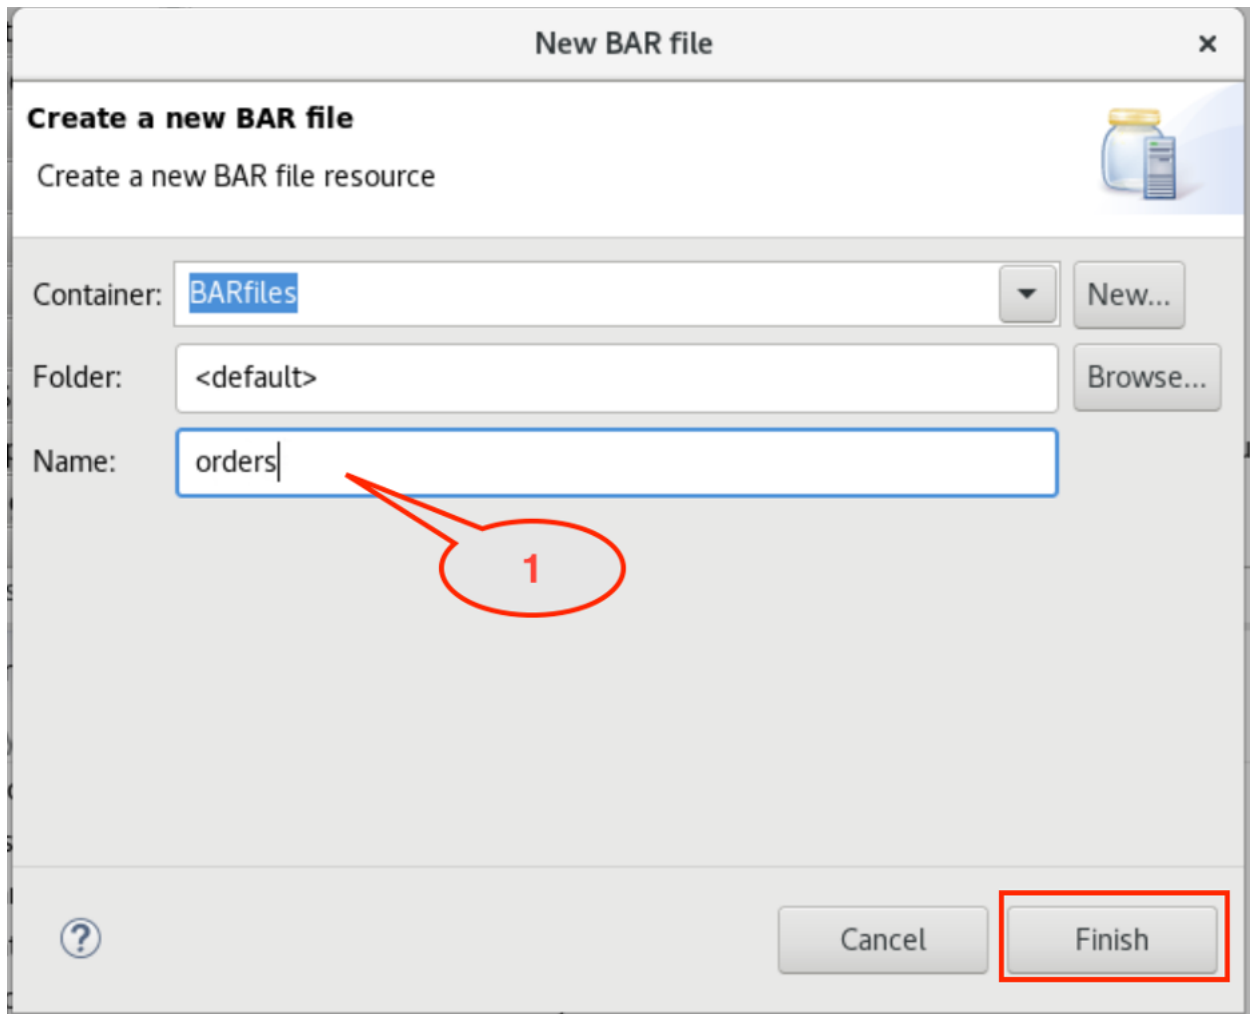 New BAR file
Create a new BAR file
Create a new BAR file resource
Container: BARfiles New...
Folder: <default> Browse...
Name: orders
1
Cancel Finish